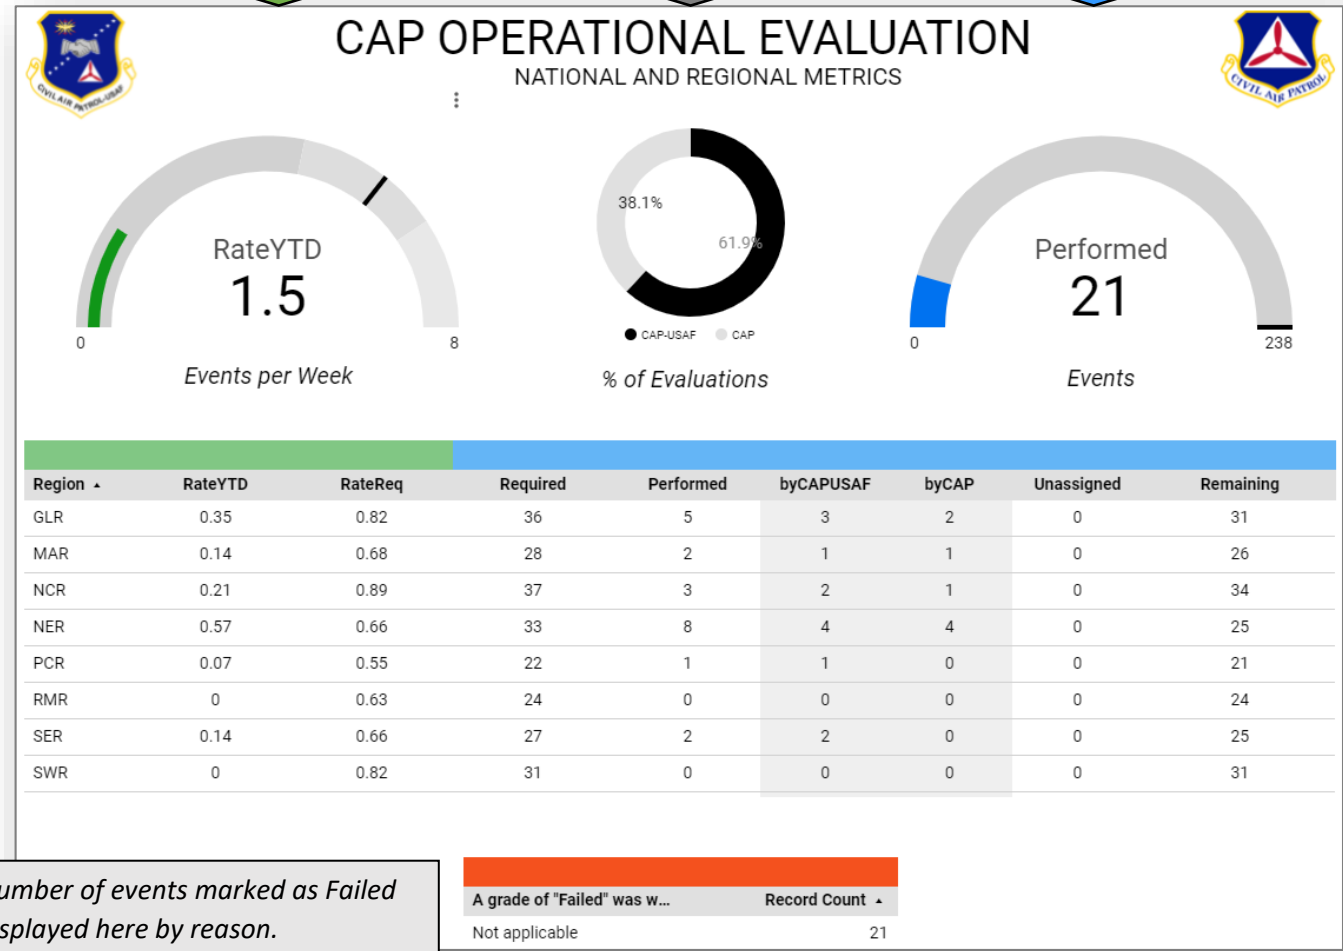 CAP OPERATIONAL EVALUATION
NATIONAL AND REGIONAL METRICS
CIVIL AIR PATROL-USAF
CIVIL AIR PATROL
RateYTD
1.5
0
8
Events per Week
38.1%
61.9%
CAP-USAF CAP
% of Evaluations
Performed
21
0
238
Events
Region RateYTD RateReq Required Performed byCAPUSAF byCAP Unassigned Remaining
GLR 0.35 0.82 36 5 3 2 0 31
MAR 0.14 0.68 28 2 1 1 0 26
NCR 0.21 0.89 37 3 2 1 0 34
NER 0.57 0.66 33 8 4 4 0 25
PCR 0.07 0.55 22 1 1 0 0 21
RMR 0 0.63 24 0 0 0 0 24
SER 0.14 0.66 27 2 2 0 0 25
SWR 0 0.82 31 0 0 0 0 31
umber of events marked as Failed
splayed here by reason.
A grade of "Failed" was w... Record Count
Not applicable 21